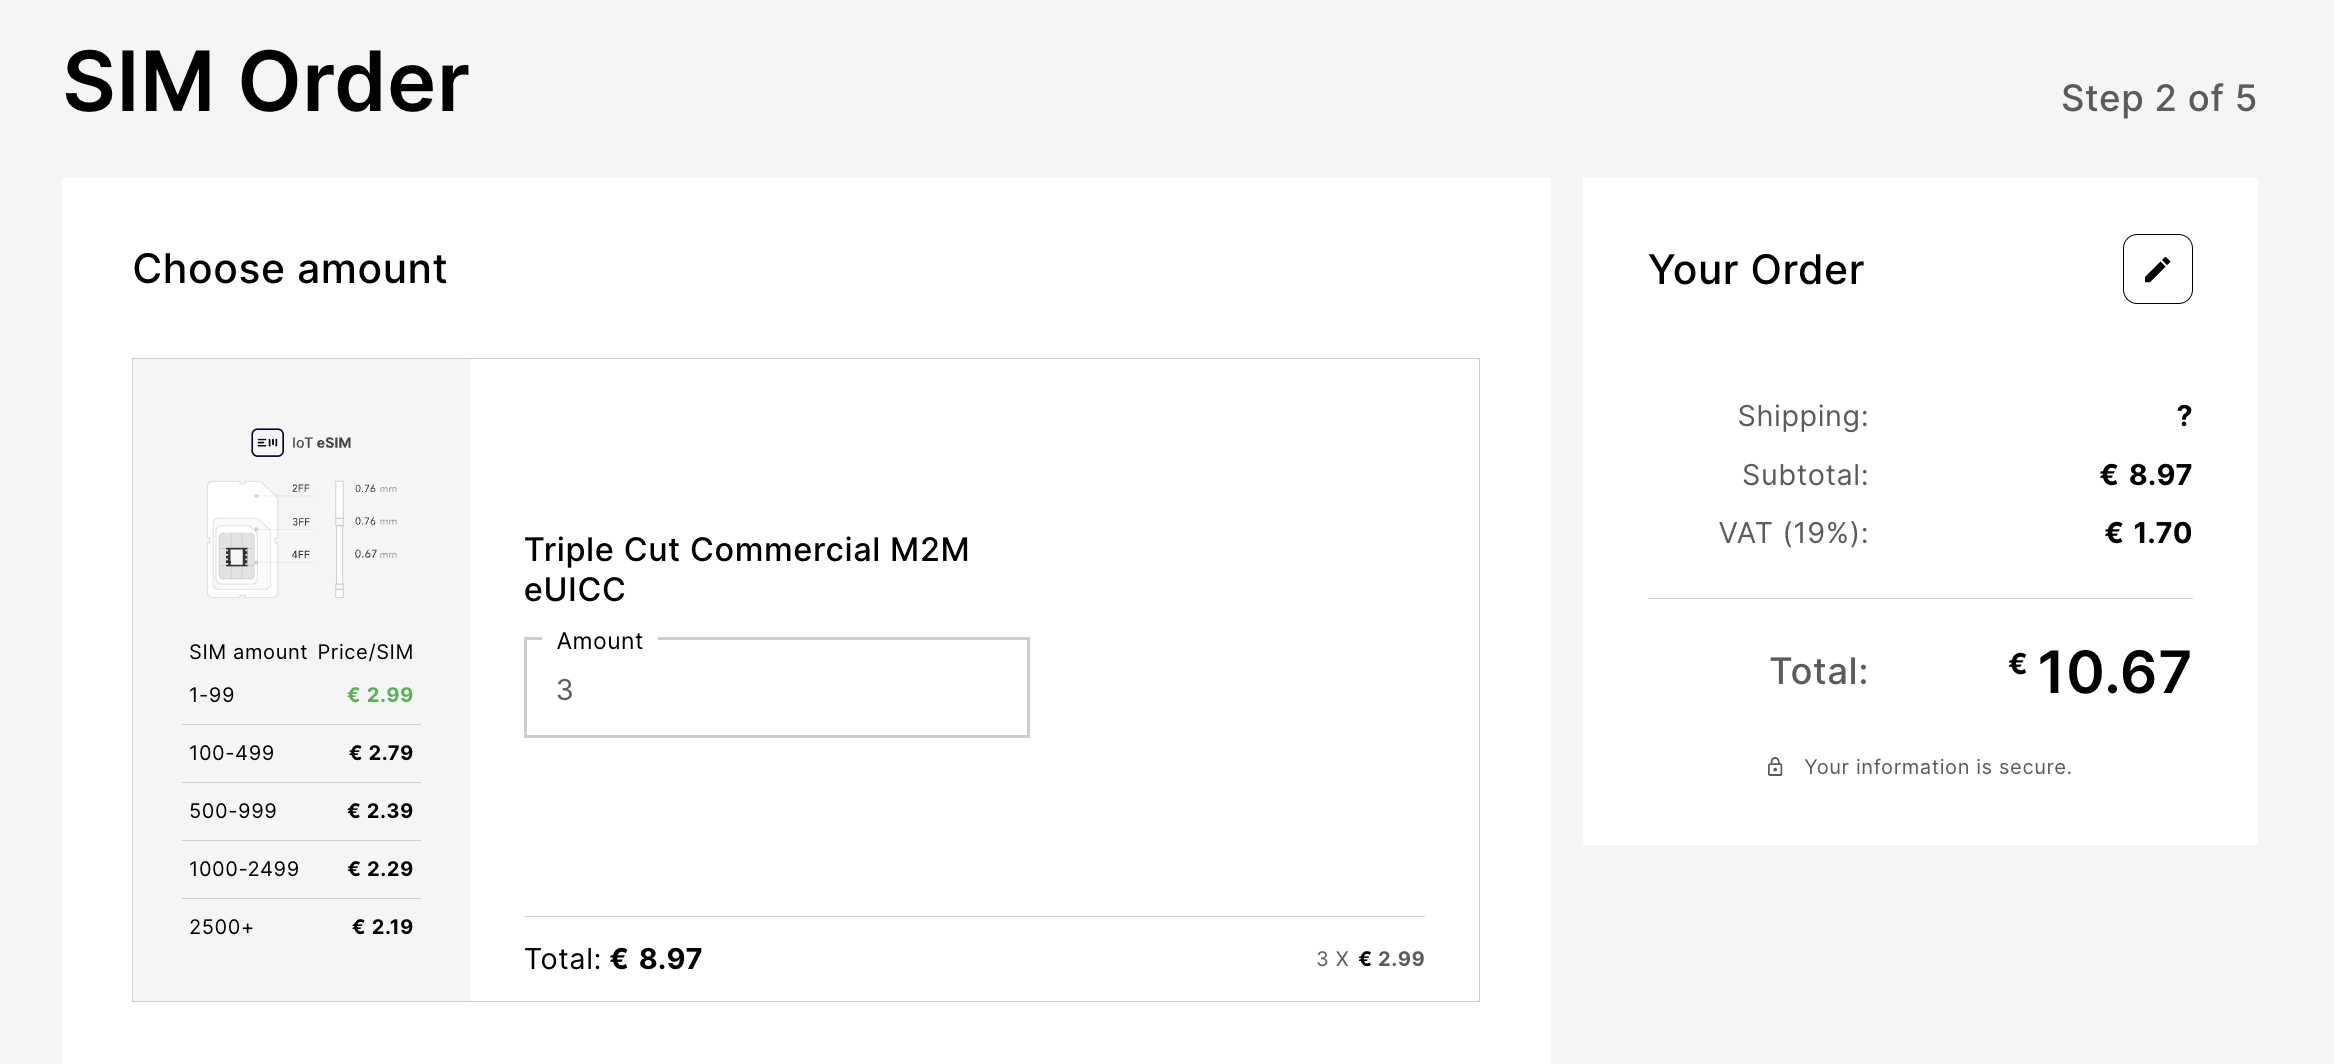 SIM Order
Step 2 of 5
Choose amount
IoT eSIM
2FF 0.76 mm
3FF 0.76 mm
4FF 0.67 mm
SIM amount Price/SIM
1-99 € 2.99
100-499 € 2.79
500-999 € 2.39
1000-2499 € 2.29
2500+ € 2.19
Triple Cut Commercial M2M
eUICC
Amount
3
Total: € 8.97
3 X € 2.99
Your Order
Shipping: ?
Subtotal: € 8.97
VAT (19%): € 1.70
Total: € 10.67
Your information is secure.